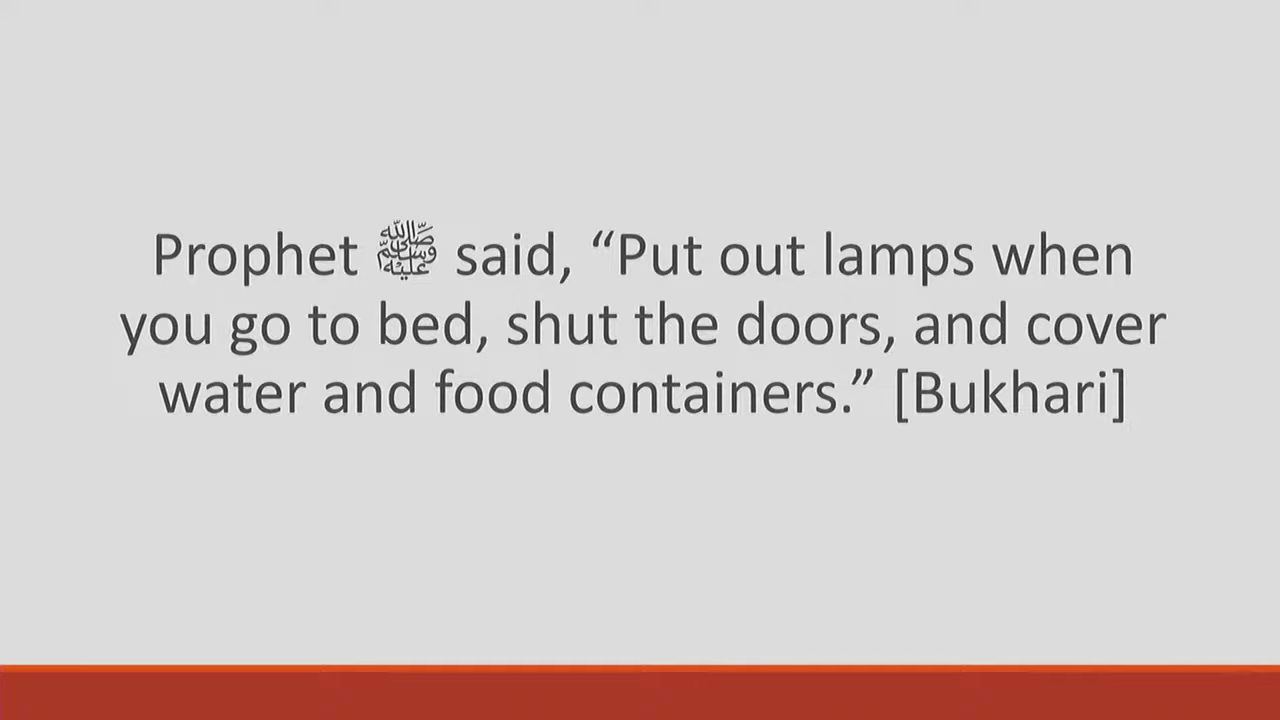 Prophet ﷺ said, “Put out lamps when
you go to bed, shut the doors, and cover
water and food containers.” [Bukhari]